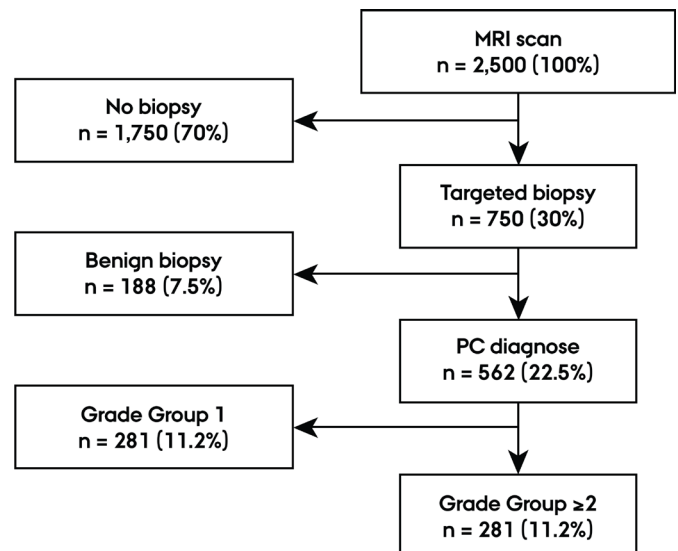 MRI scan
n = 2,500 (100%)
No biopsy
n = 1,750 (70%)
Targeted biopsy
n = 750 (30%)
Benign biopsy
n = 188 (7.5%)
PC diagnose
n = 562 (22.5%)
Grade Group 1
n = 281 (11.2%)
Grade Group ≥2
n = 281 (11.2%)